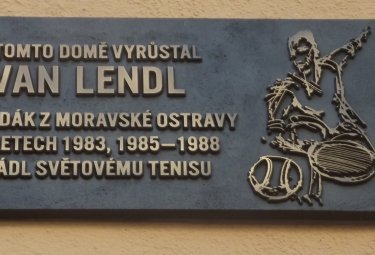 TOMTO DOMĚ VYRŮSTAL
VAN LENDL
DÁK Z MORAVSKÉ OSTRAVY
ETECH 1983, 1985–1988
ÁDL SVĚTOVÉMU TENISU